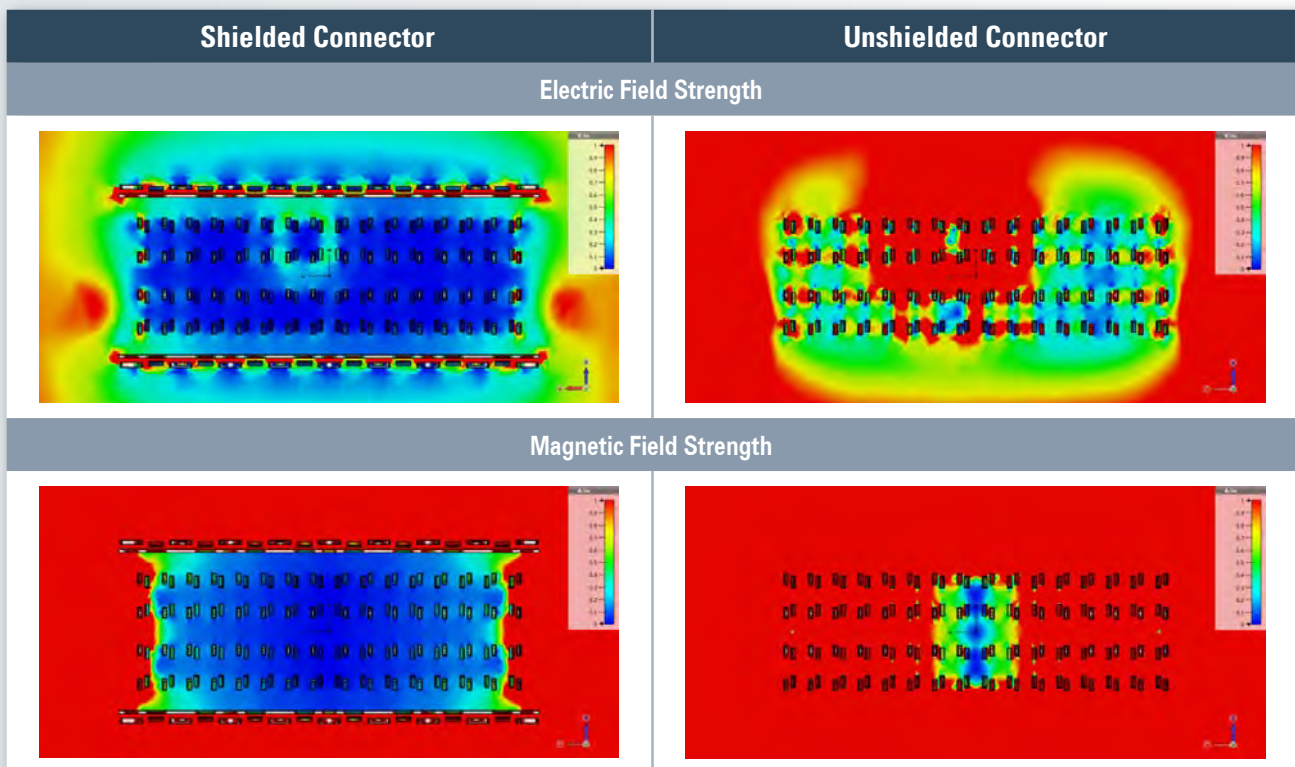 Shielded Connector
Unshielded Connector
Electric Field Strength
Magnetic Field Strength